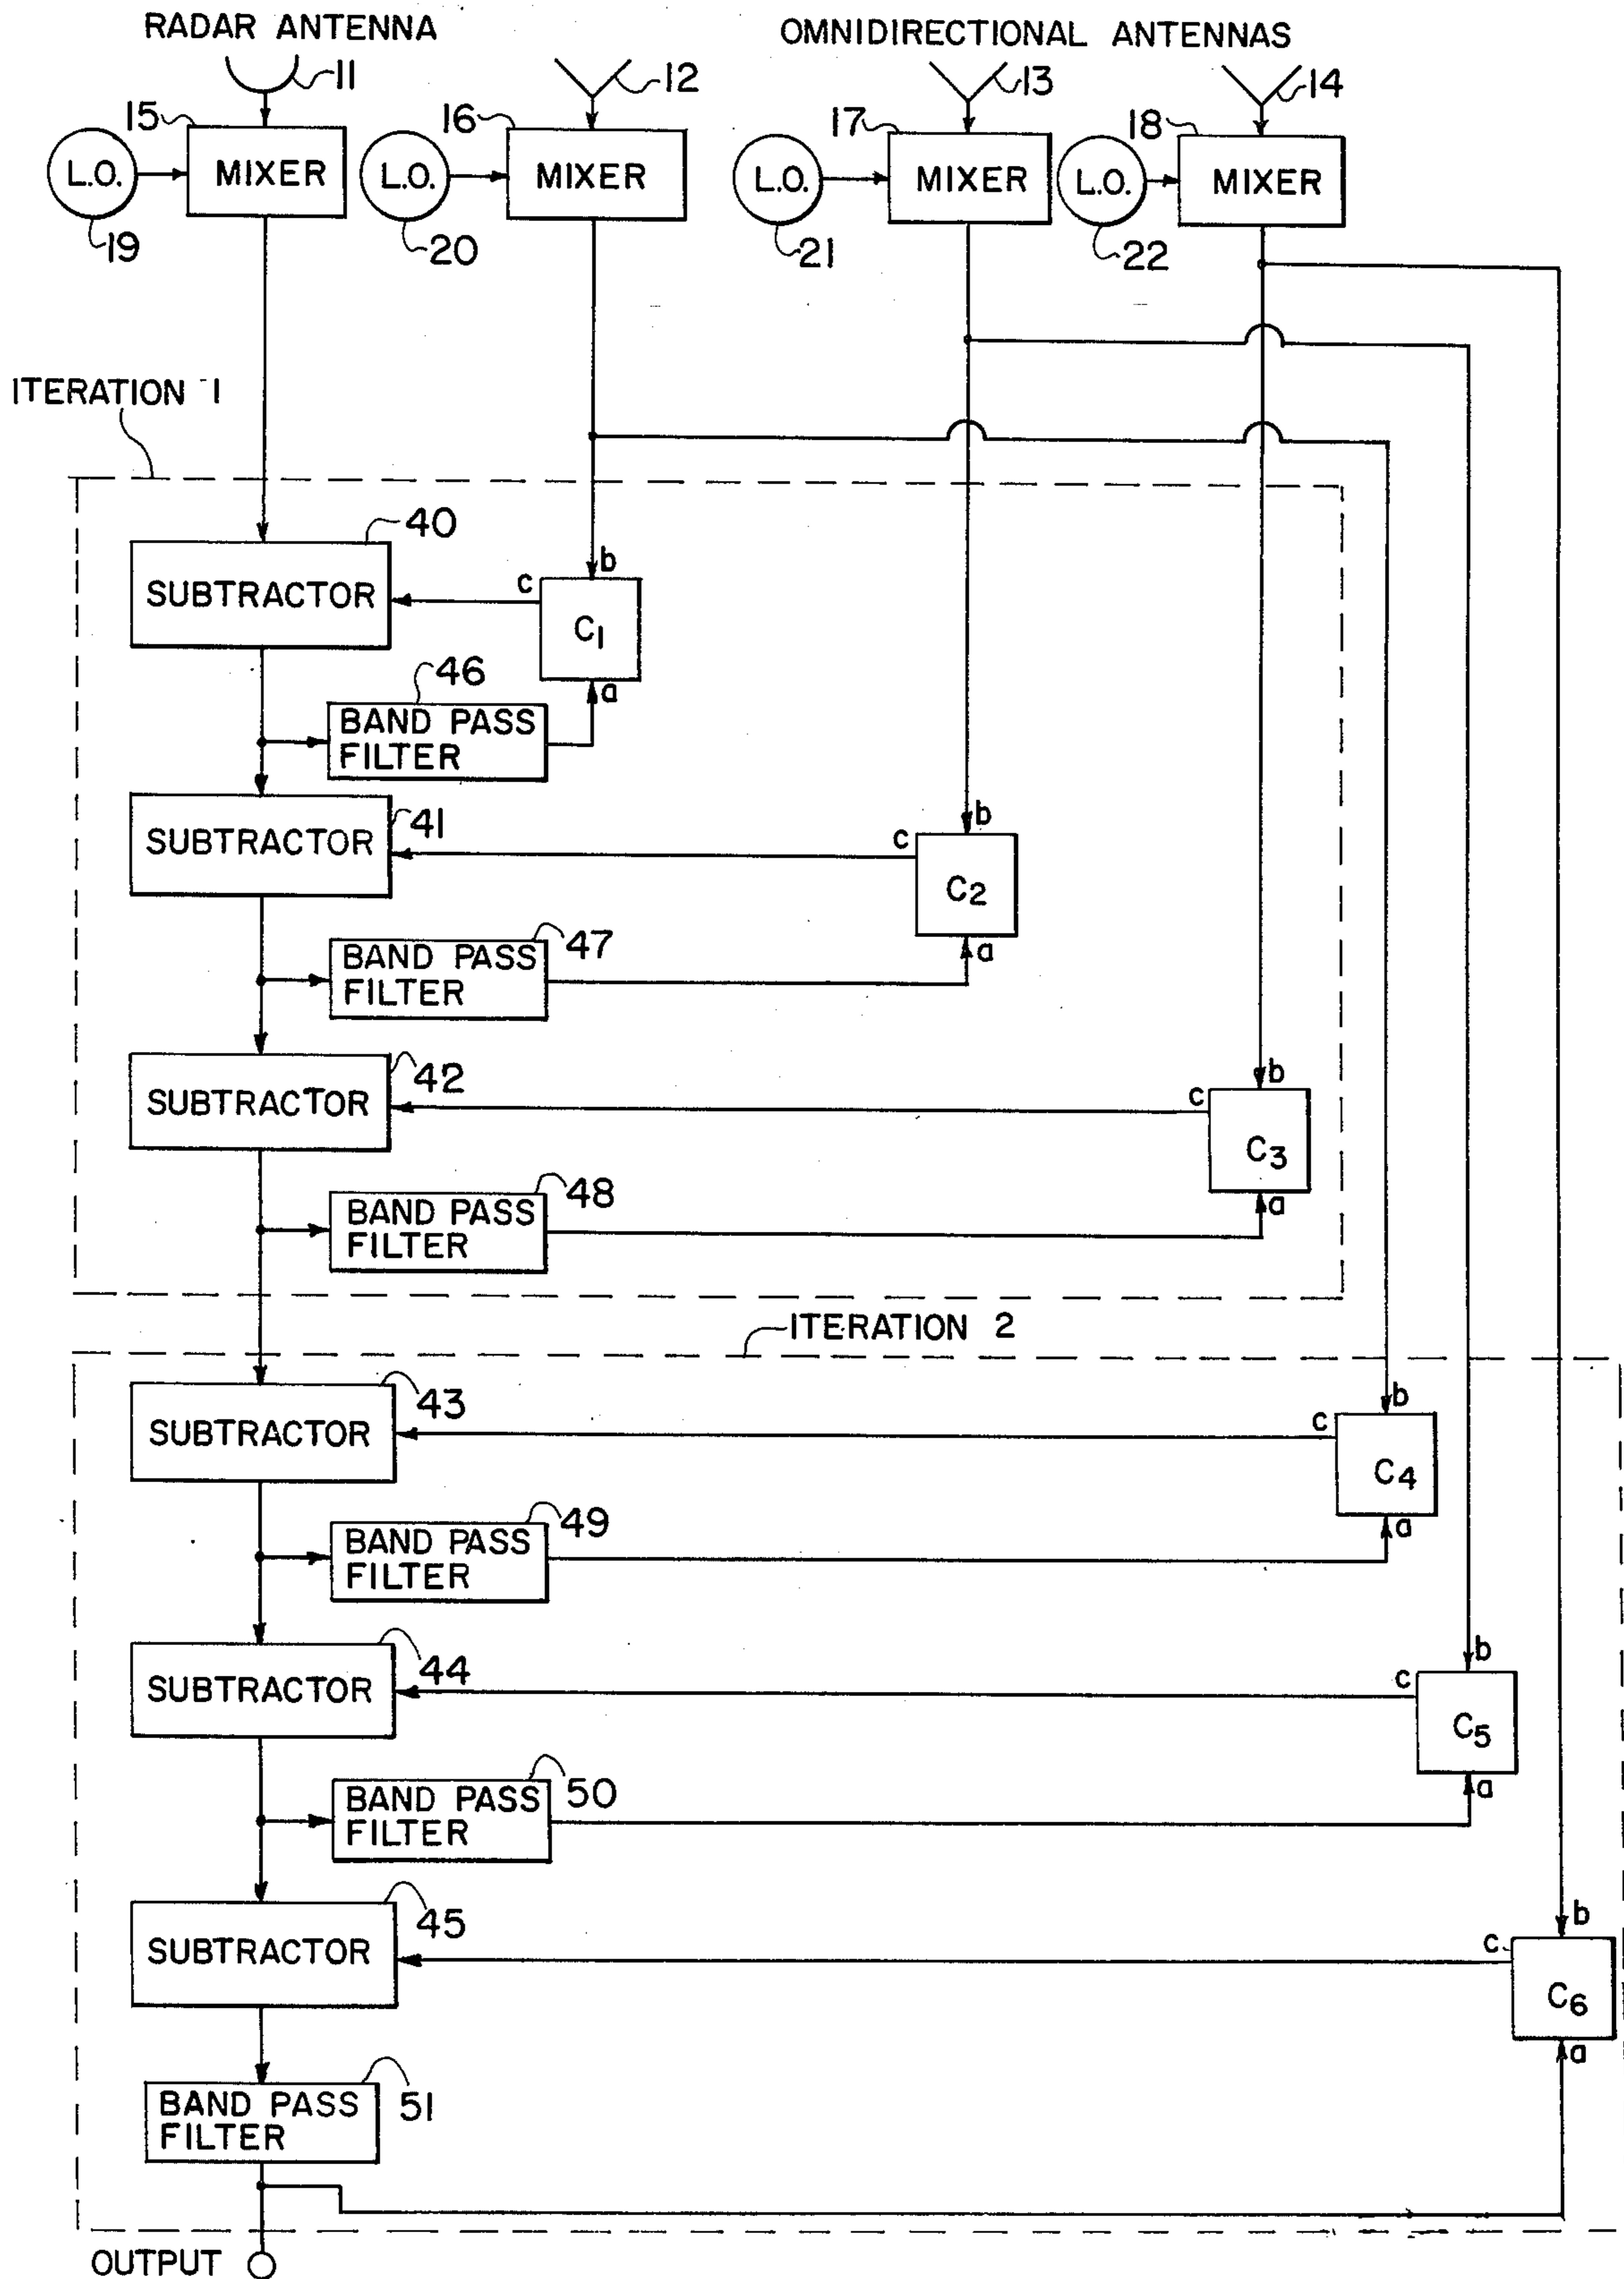 RADAR ANTENNA
OMNIDIRECTIONAL ANTENNAS
11
12
13
14
15
16
17
18
L.O.
MIXER
L.O.
MIXER
L.O.
MIXER
L.O.
MIXER
19
20
21
22
ITERATION 1
40
SUBTRACTOR
c
b
C1
a
46
BAND PASS
FILTER
41
SUBTRACTOR
c
b
C2
a
47
BAND PASS
FILTER
42
SUBTRACTOR
c
b
C3
a
48
BAND PASS
FILTER
ITERATION 2
43
SUBTRACTOR
c
b
C4
a
49
BAND PASS
FILTER
44
SUBTRACTOR
c
b
C5
a
50
BAND PASS
FILTER
45
SUBTRACTOR
c
b
C6
a
51
BAND PASS
FILTER
OUTPUT